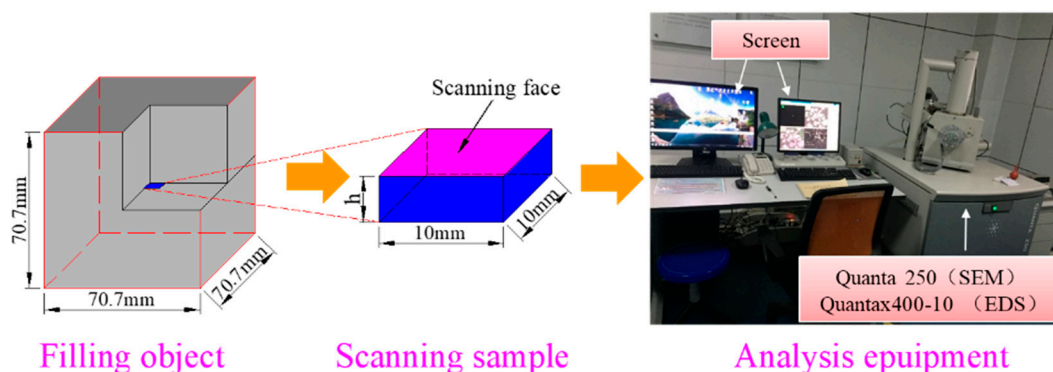 Screen
Scanning face
70.7mm
70.7mm
70.7mm
h
10mm
10mm
Quanta 250（SEM）
Quantax400-10 （EDS）
Filling object
Scanning sample
Analysis epuipment